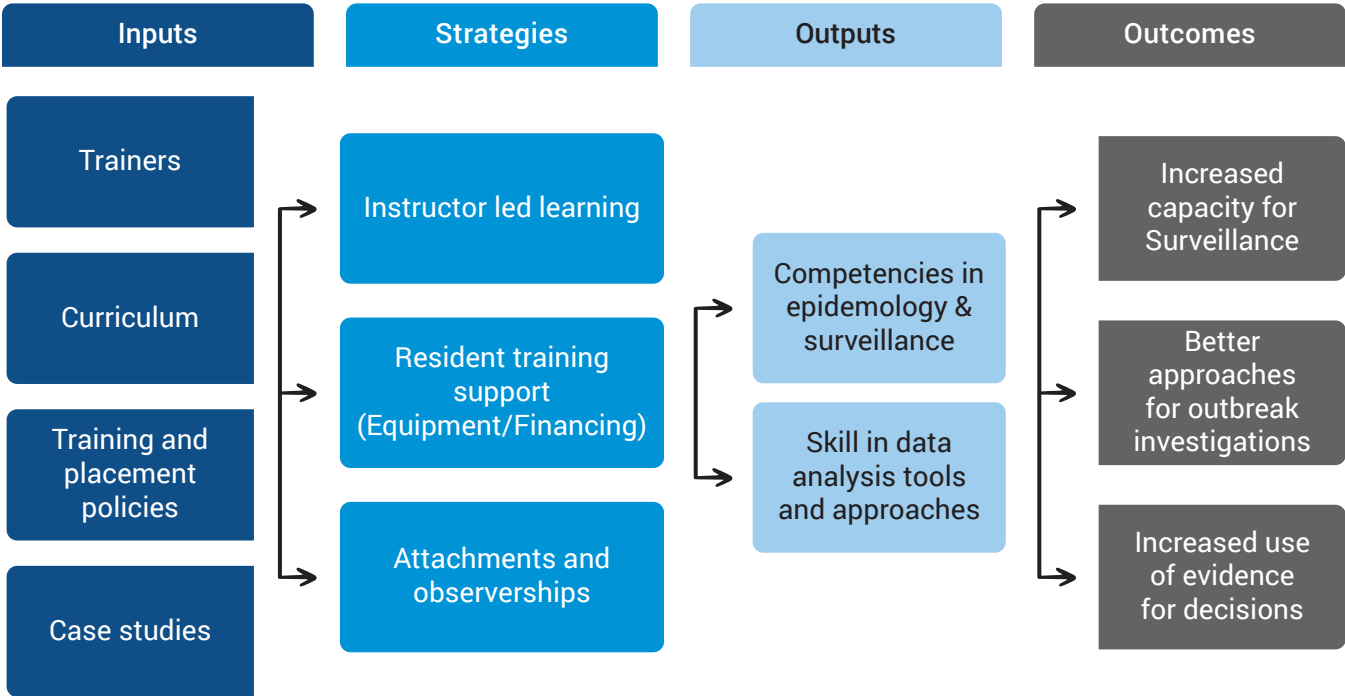 Inputs
Strategies
Outputs
Outcomes
Trainers
Curriculum
Training and
placement
policies
Case studies
Instructor led learning
Resident training
support
(Equipment/Financing)
Attachments and
observerships
Competencies in
epidemology &
surveillance
Skill in data
analysis tools
and approaches
Increased
capacity for
Surveillance
Better
approaches
for outbreak
investigations
Increased use
of evidence
for decisions